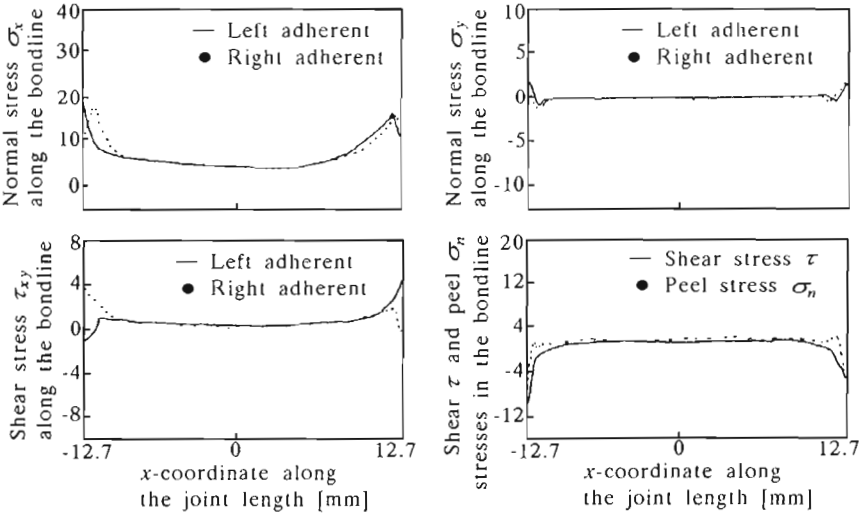 Normal stress σx
along the bondline
40
30
20
10
0
— Left adherent
● Right adherent
Normal stress σy
along the bondline
10
5
0
-5
-10
— Left adherent
● Right adherent
Shear stress τxy
along the bondline
8
4
0
-4
-8
— Left adherent
● Right adherent
-12.7
0
12.7
x-coordinate along
the joint length [mm]
Shear τ and peel σn
stresses in the bondline
20
12
4
-4
-12
— Shear stress τ
● Peel stress σn
-12.7
0
12.7
x-coordinate along
the joint length [mm]